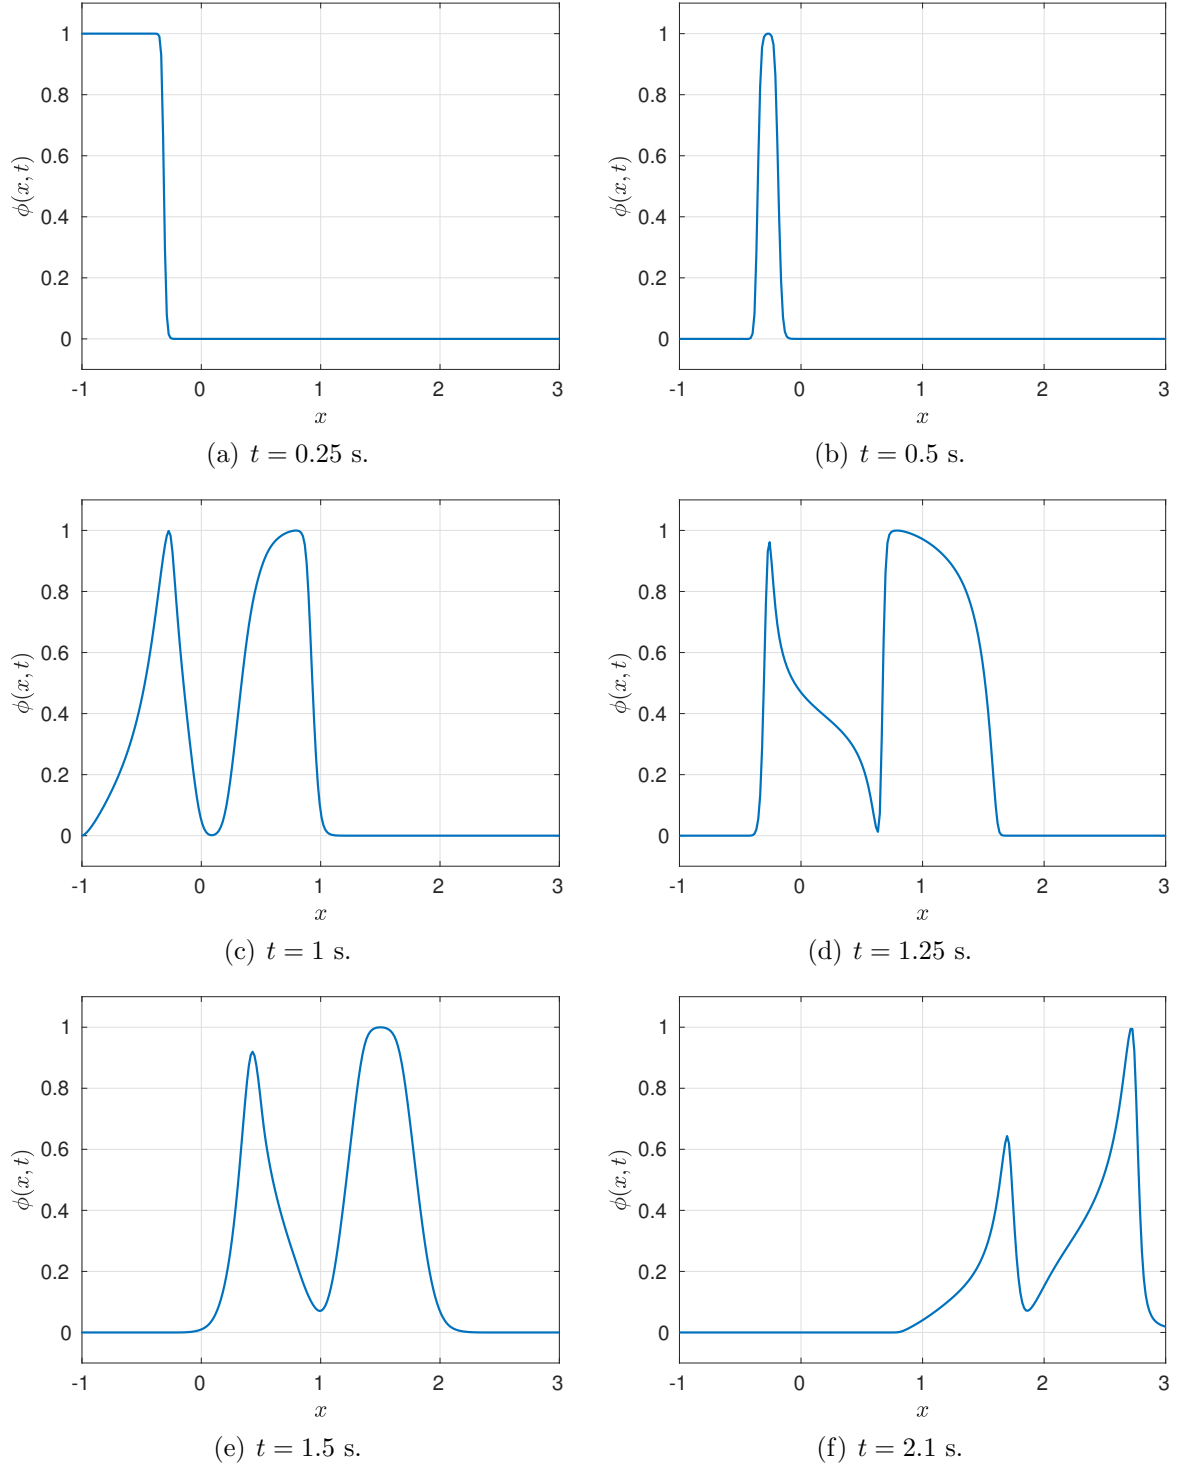 1
1
0.8
0.8
0.6
0.6
ϕ(x, t)
ϕ(x, t)
0.4
0.4
0.2
0.2
0
0
-1 0 1 2 3
-1 0 1 2 3
x
x
(a) t = 0.25 s.
(b) t = 0.5 s.
1
1
0.8
0.8
0.6
0.6
ϕ(x, t)
ϕ(x, t)
0.4
0.4
0.2
0.2
0
0
-1 0 1 2 3
-1 0 1 2 3
x
x
(c) t = 1 s.
(d) t = 1.25 s.
1
1
0.8
0.8
0.6
0.6
ϕ(x, t)
ϕ(x, t)
0.4
0.4
0.2
0.2
0
0
-1 0 1 2 3
-1 0 1 2 3
x
x
(e) t = 1.5 s.
(f) t = 2.1 s.